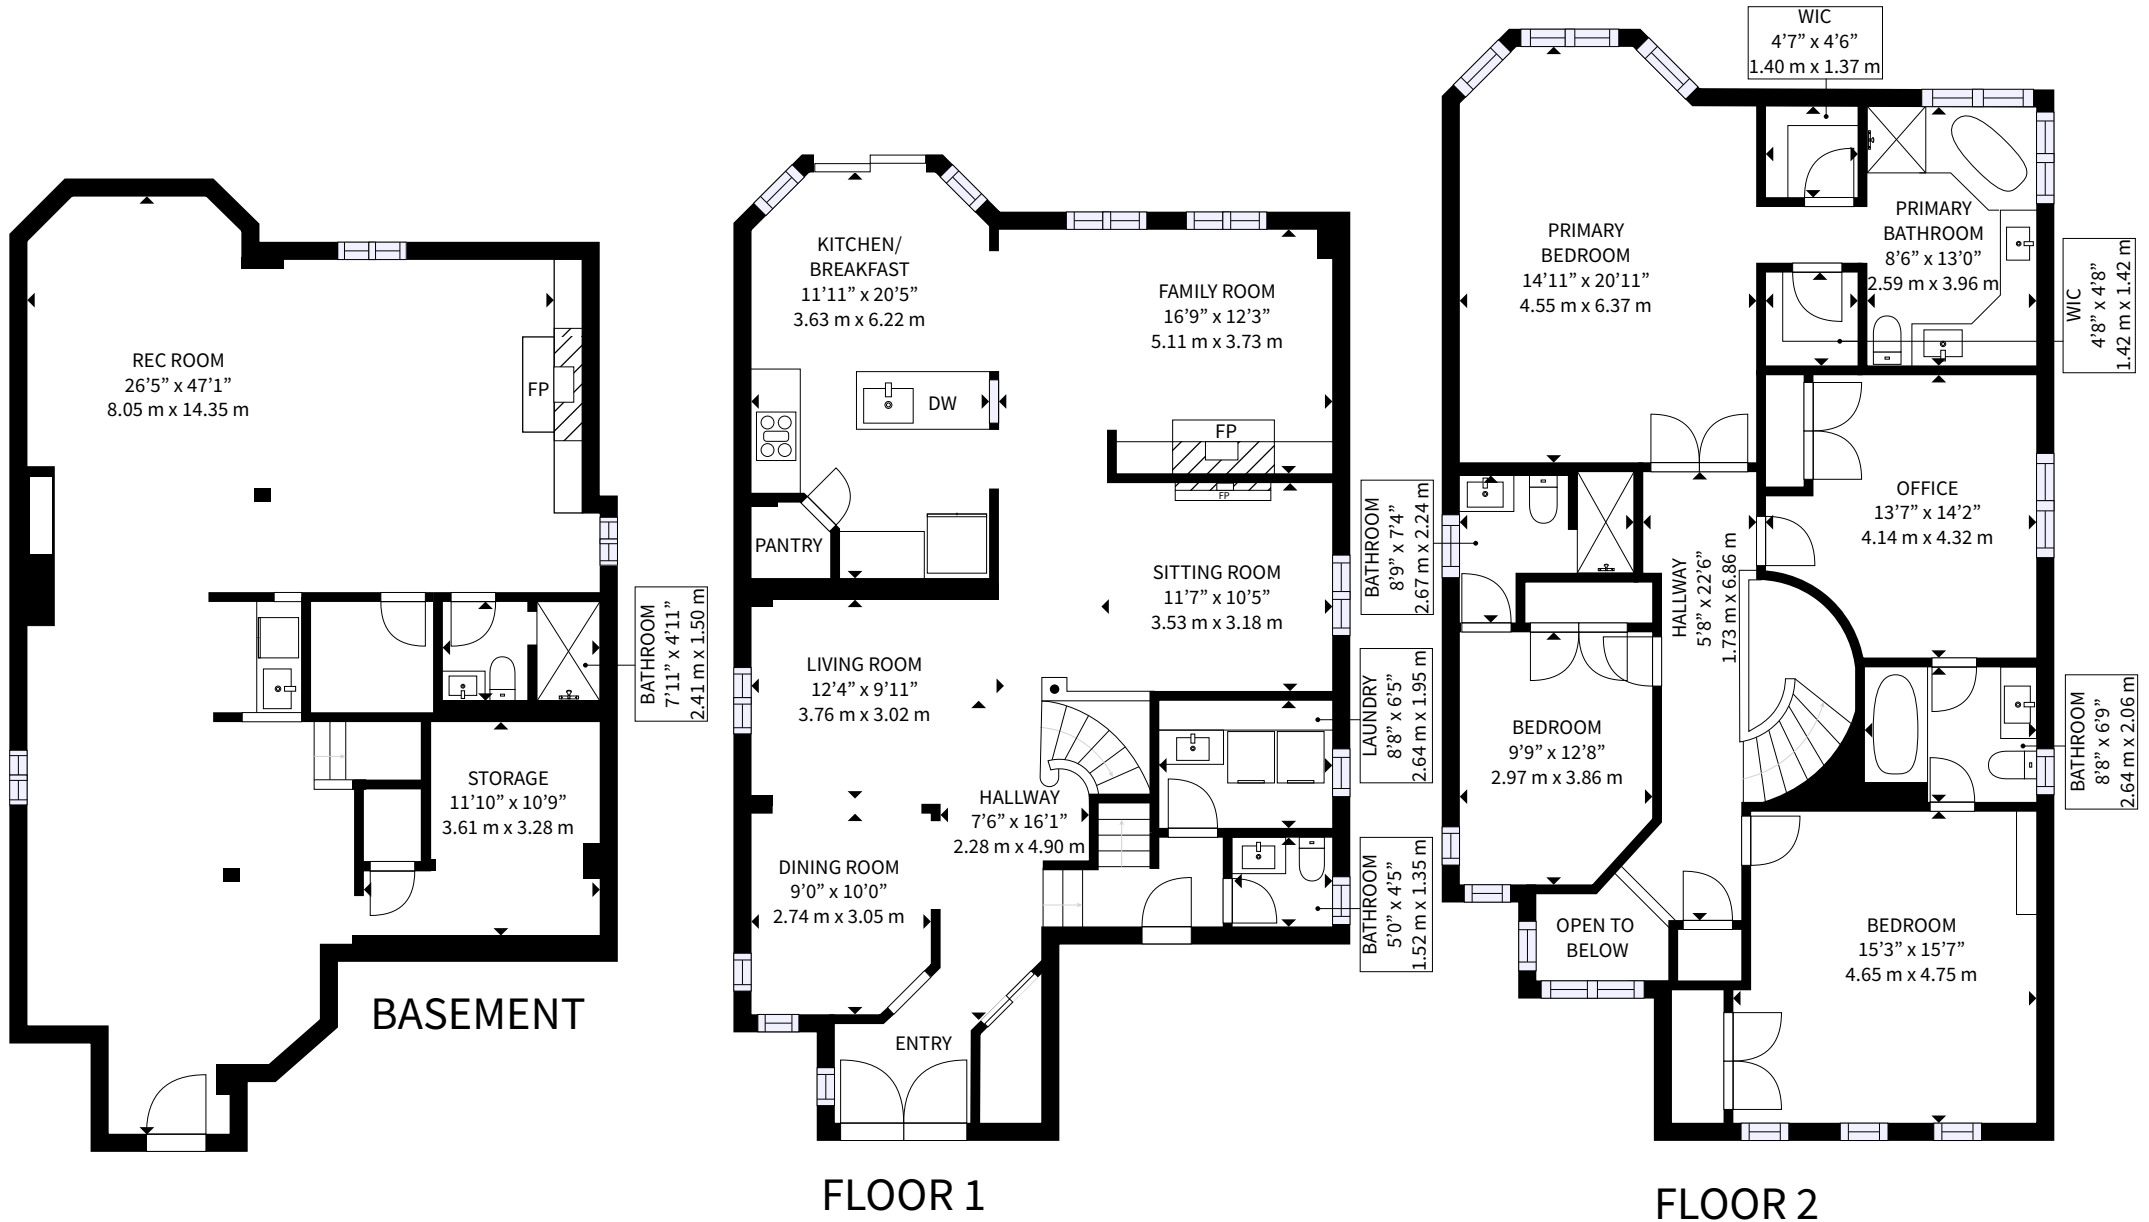 REC ROOM
26’5” x 47’1”
8.05 m x 14.35 m
FP
BATHROOM
7’11” x 4’11”
2.41 m x 1.50 m
STORAGE
11’10” x 10’9”
3.61 m x 3.28 m
BASEMENT
KITCHEN/
BREAKFAST
11’11” x 20’5”
3.63 m x 6.22 m
FAMILY ROOM
16’9” x 12’3”
5.11 m x 3.73 m
DW
FP
FP
PANTRY
SITTING ROOM
11’7” x 10’5”
3.53 m x 3.18 m
LIVING ROOM
12’4” x 9’11”
3.76 m x 3.02 m
LAUNDRY
8’8” x 6’5”
2.64 m x 1.95 m
HALLWAY
7’6” x 16’1”
2.28 m x 4.90 m
DINING ROOM
9’0” x 10’0”
2.74 m x 3.05 m
BATHROOM
5’0” x 4’5”
1.52 m x 1.35 m
ENTRY
FLOOR 1
WIC
4’7” x 4’6”
1.40 m x 1.37 m
PRIMARY
BEDROOM
14’11” x 20’11”
4.55 m x 6.37 m
PRIMARY
BATHROOM
8’6” x 13’0”
2.59 m x 3.96 m
WIC
4’8” x 4’8”
1.42 m x 1.42 m
BATHROOM
8’9” x 7’4”
2.67 m x 2.24 m
OFFICE
13’7” x 14’2”
4.14 m x 4.32 m
HALLWAY
5’8” x 22’6”
1.73 m x 6.86 m
BEDROOM
9’9” x 12’8”
2.97 m x 3.86 m
BATHROOM
8’8” x 6’9”
2.64 m x 2.06 m
OPEN TO
BELOW
BEDROOM
15’3” x 15’7”
4.65 m x 4.75 m
FLOOR 2